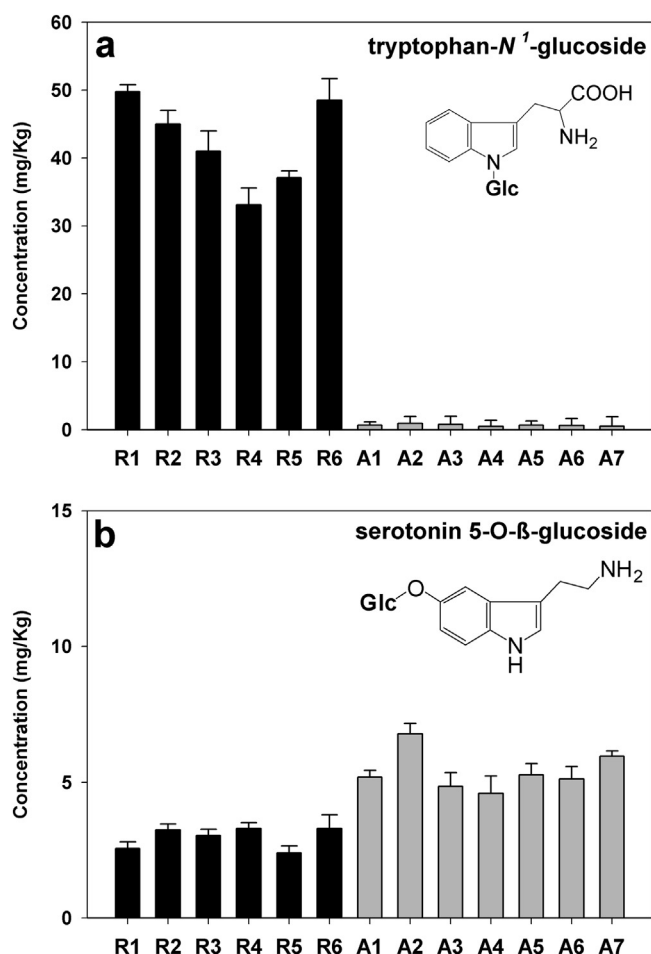 a
tryptophan-N ¹-glucoside
60
50
40
30
20
10
0
Concentration (mg/Kg)
COOH
NH₂
N
Glc
R1 R2 R3 R4 R5 R6 A1 A2 A3 A4 A5 A6 A7
b
serotonin 5-O-ß-glucoside
15
10
5
0
Concentration (mg/Kg)
NH₂
O
Glc
N
H
R1 R2 R3 R4 R5 R6 A1 A2 A3 A4 A5 A6 A7